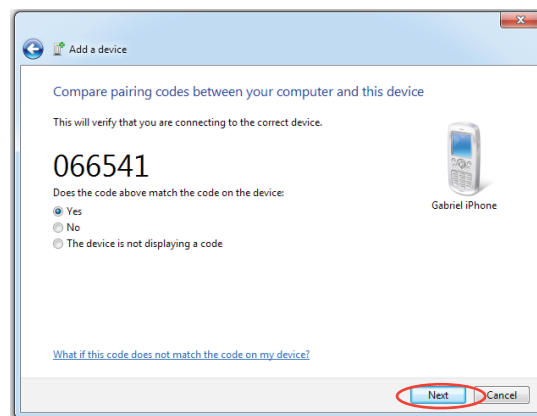 Add a device
Compare pairing codes between your computer and this device
This will verify that you are connecting to the correct device.
066541
Does the code above match the code on the device:
Yes
No
The device is not displaying a code
Gabriel iPhone
What if this code does not match the code on my device?
Next
Cancel